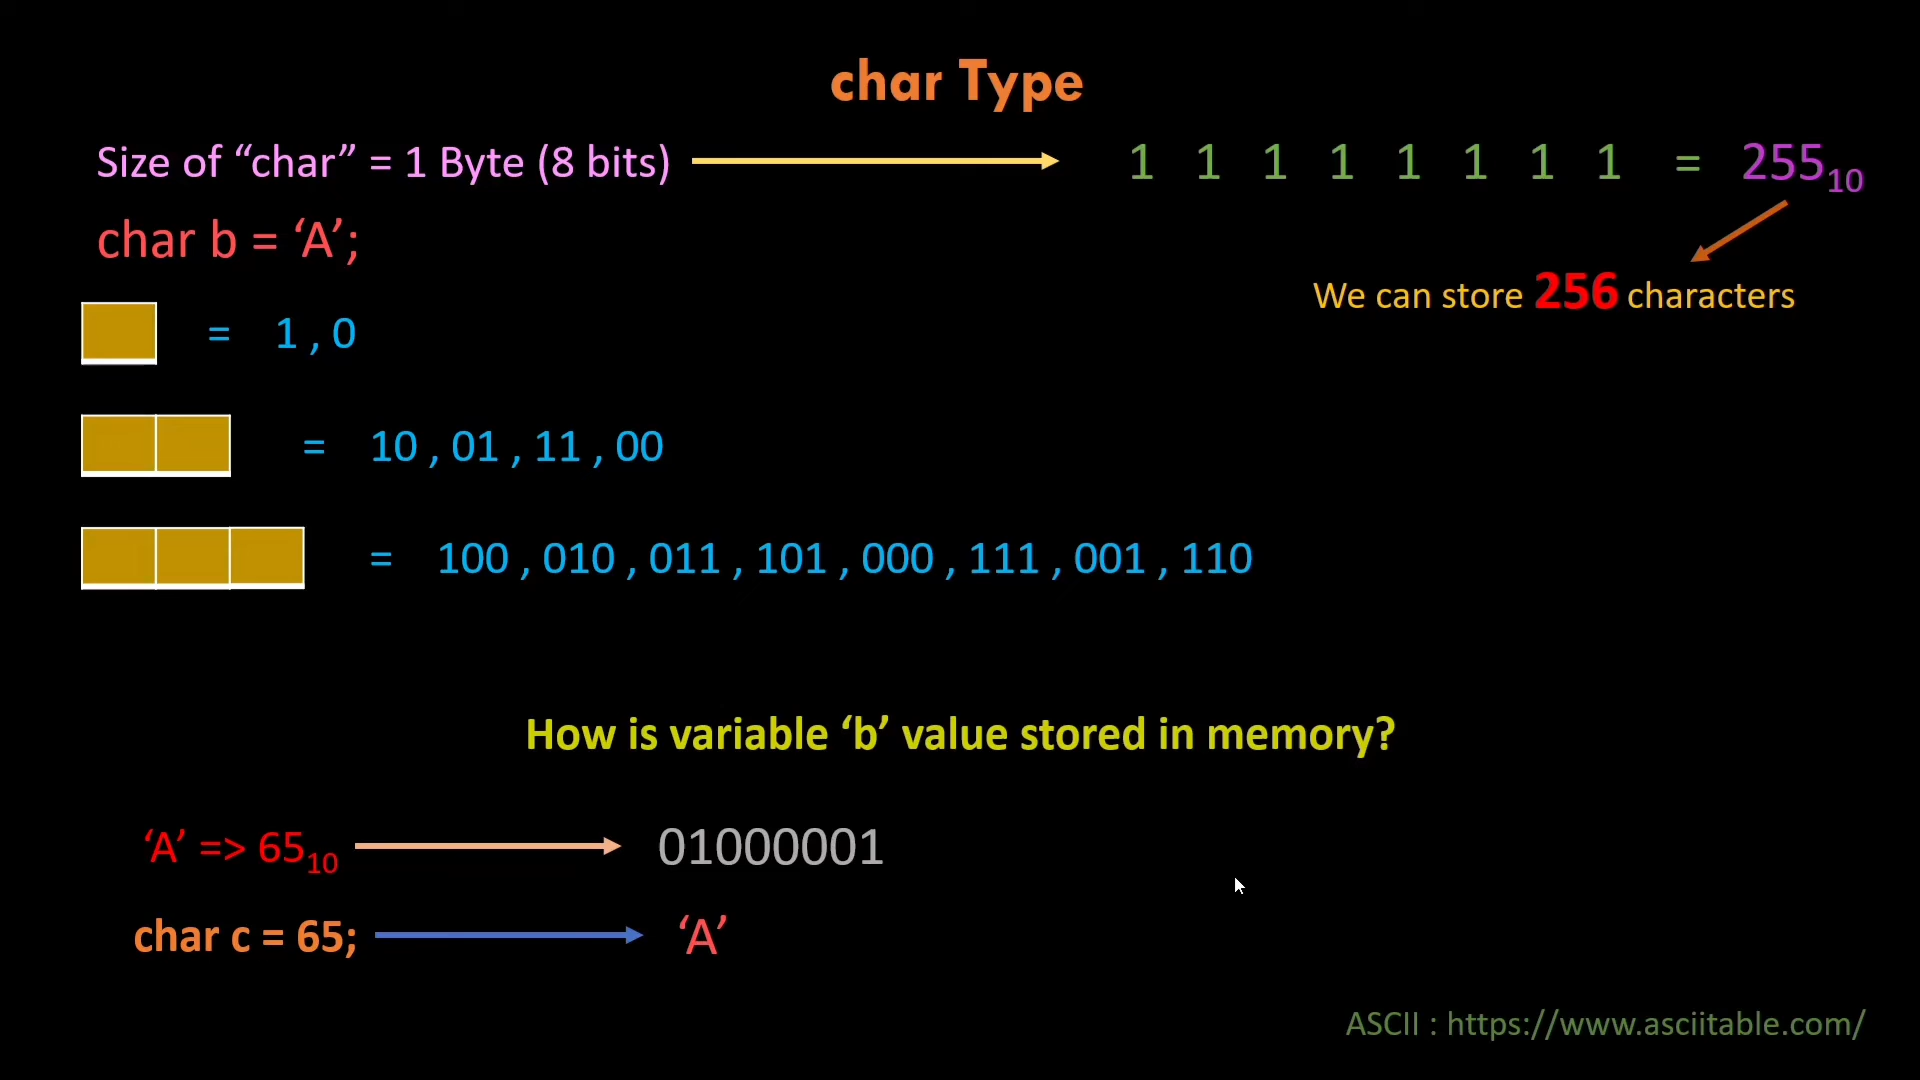 char Type
Size of “char” = 1 Byte (8 bits)
1 1 1 1 1 1 1 1 = 255₁₀
char b = ‘A’;
We can store 256 characters
= 1 , 0
= 10 , 01 , 11 , 00
= 100 , 010 , 011 , 101 , 000 , 111 , 001 , 110
How is variable ‘b’ value stored in memory?
‘A’ => 65₁₀ 01000001
char c = 65; ‘A’
ASCII : https://www.asciitable.com/